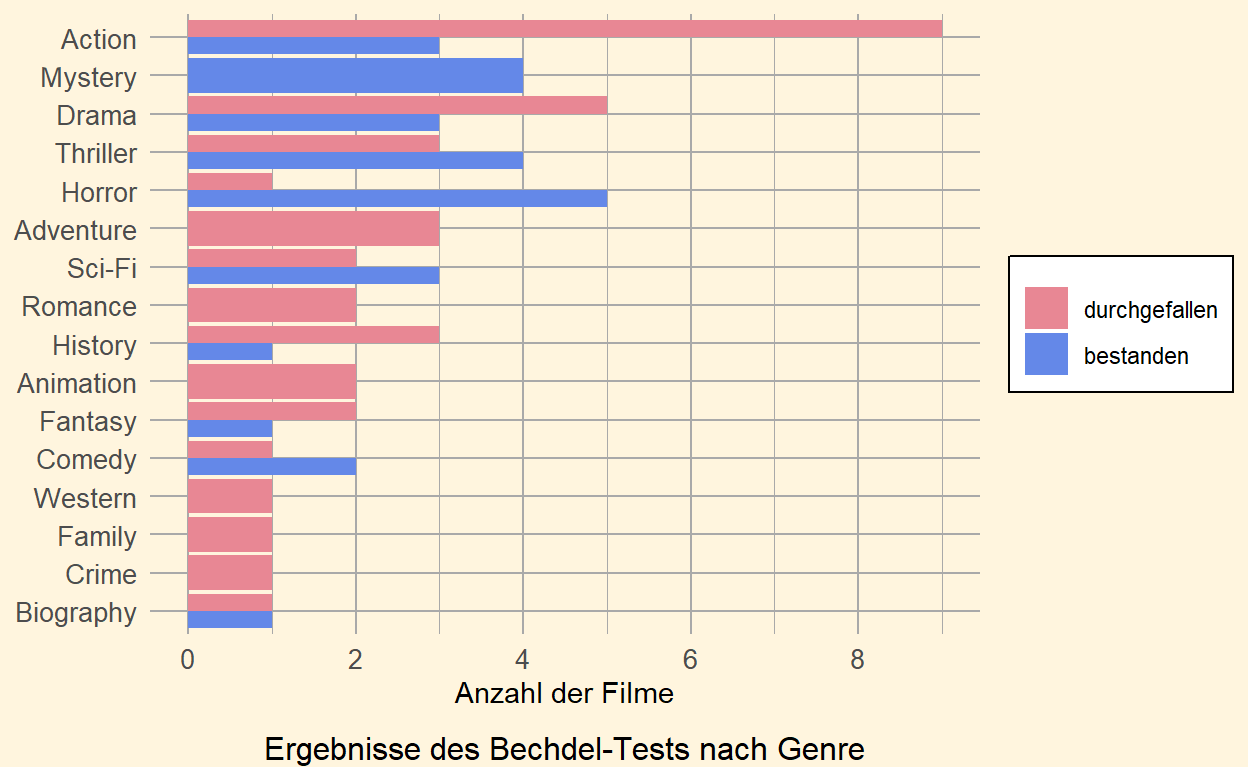 Action
Mystery
Drama
Thriller
Horror
Adventure
Sci-Fi
Romance
History
Animation
Fantasy
Comedy
Western
Family
Crime
Biography
durchgefallen
bestanden
0 2 4 6 8
Anzahl der Filme
Ergebnisse des Bechdel-Tests nach Genre